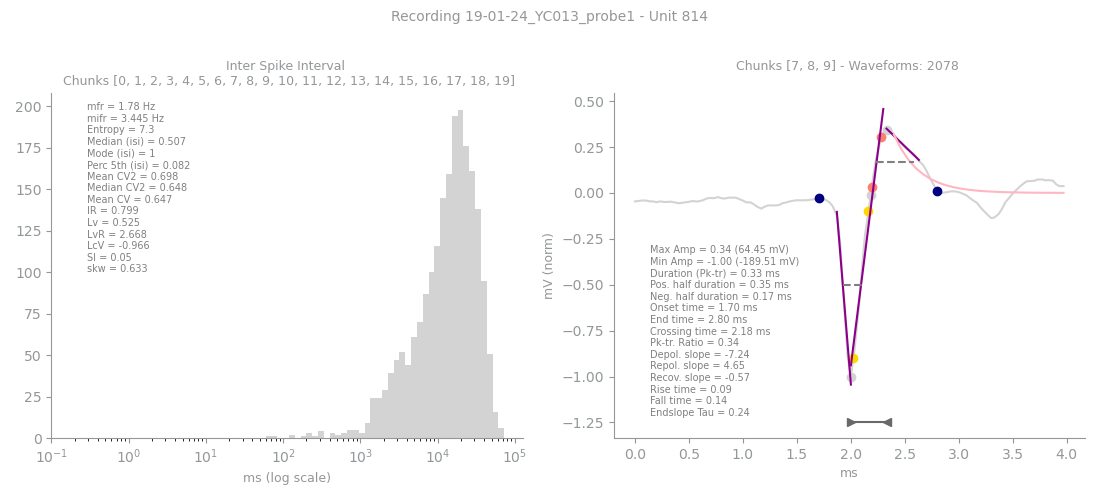 Recording 19-01-24_YC013_probe1 - Unit 814
Inter Spike Interval
Chunks [0, 1, 2, 3, 4, 5, 6, 7, 8, 9, 10, 11, 12, 13, 14, 15, 16, 17, 18, 19]
mfr = 1.78 Hz
mifr = 3.445 Hz
Entropy = 7.3
Median (isi) = 0.507
Mode (isi) = 1
Perc 5th (isi) = 0.082
Mean CV2 = 0.698
Median CV2 = 0.648
Mean CV = 0.647
IR = 0.799
Lv = 0.525
LvR = 2.668
LcV = -0.966
SI = 0.05
skw = 0.633
200
175
150
125
100
75
50
25
0
10⁻¹ 10⁰ 10¹ 10² 10³ 10⁴ 10⁵
ms (log scale)
Chunks [7, 8, 9] - Waveforms: 2078
mV (norm)
0.50
0.25
0.00
−0.25
−0.50
−0.75
−1.00
−1.25
Max Amp = 0.34 (64.45 mV)
Min Amp = -1.00 (-189.51 mV)
Duration (Pk-tr) = 0.33 ms
Pos. half duration = 0.35 ms
Neg. half duration = 0.17 ms
Onset time = 1.70 ms
End time = 2.80 ms
Crossing time = 2.18 ms
Pk-tr. Ratio = 0.34
Depol. slope = -7.24
Repol. slope = 4.65
Recov. slope = -0.57
Rise time = 0.09
Fall time = 0.14
Endslope Tau = 0.24
0.0 0.5 1.0 1.5 2.0 2.5 3.0 3.5 4.0
ms